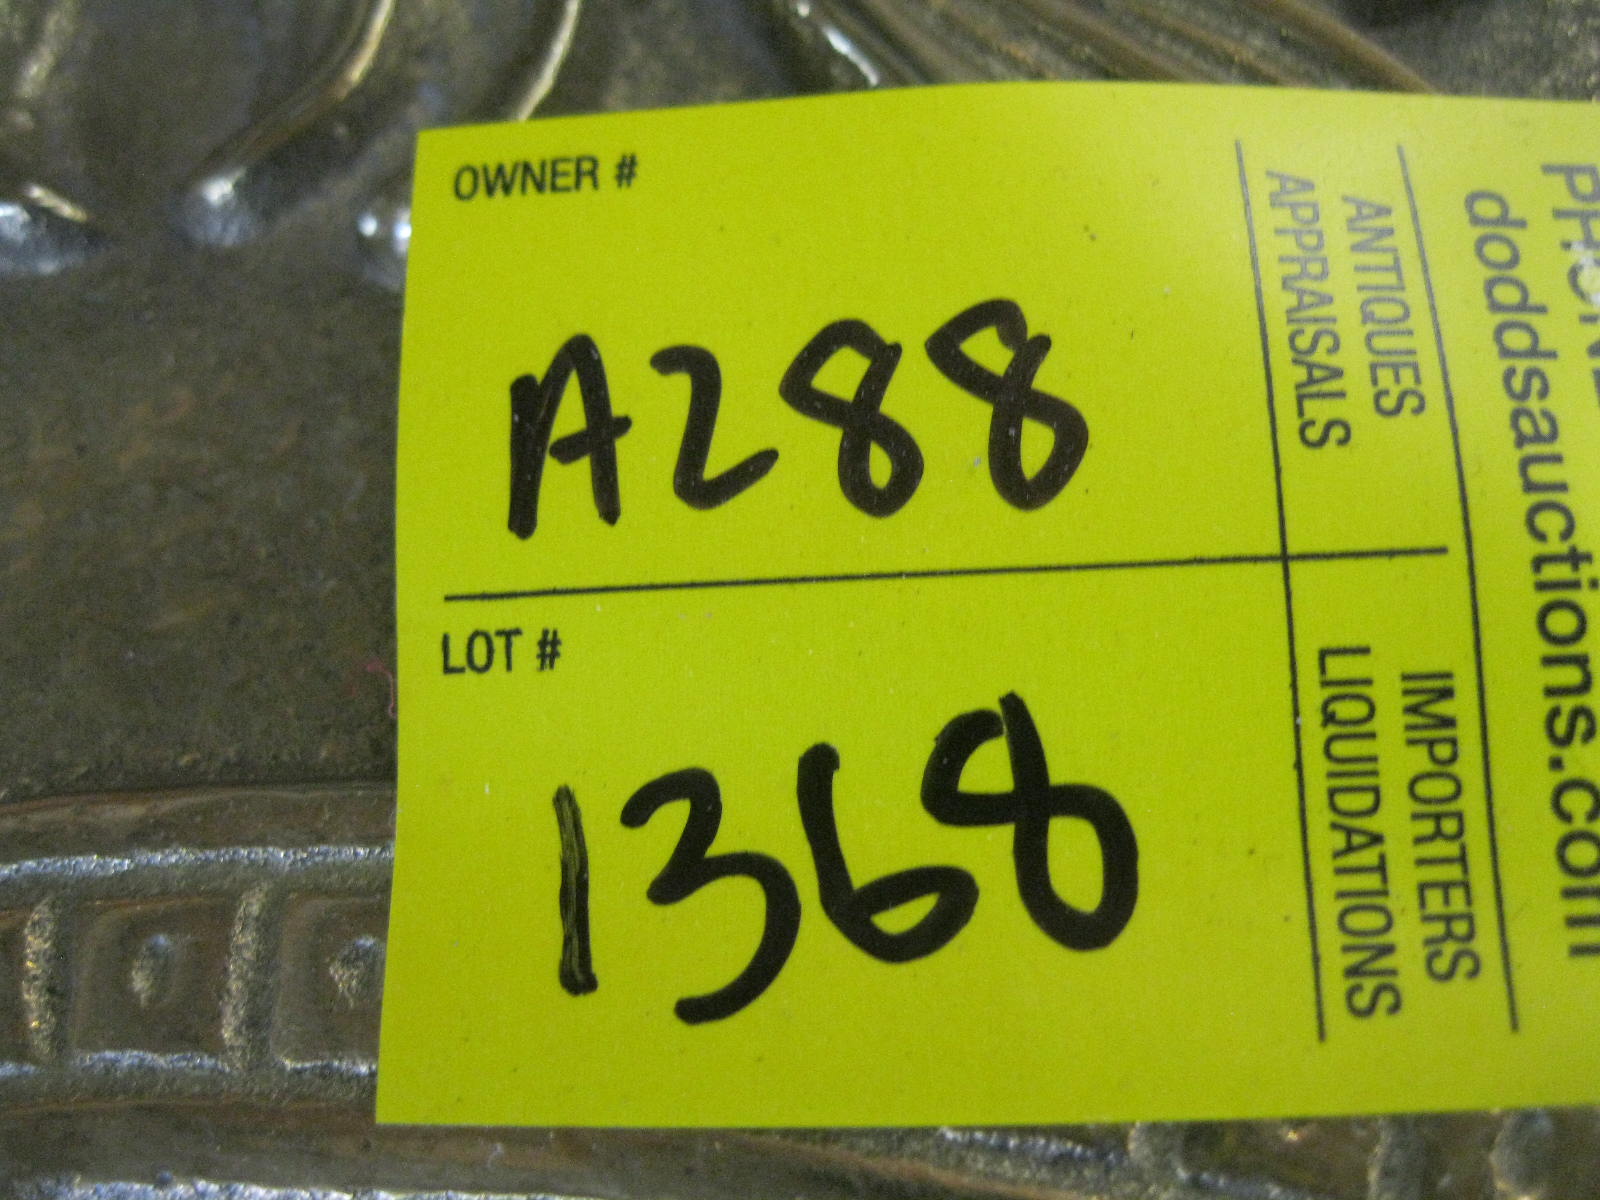 OWNER #
A288
LOT #
1368
ANTIQUES
APPRAISALS
IMPORTERS
LIQUIDATIONS
doddsauctions.com